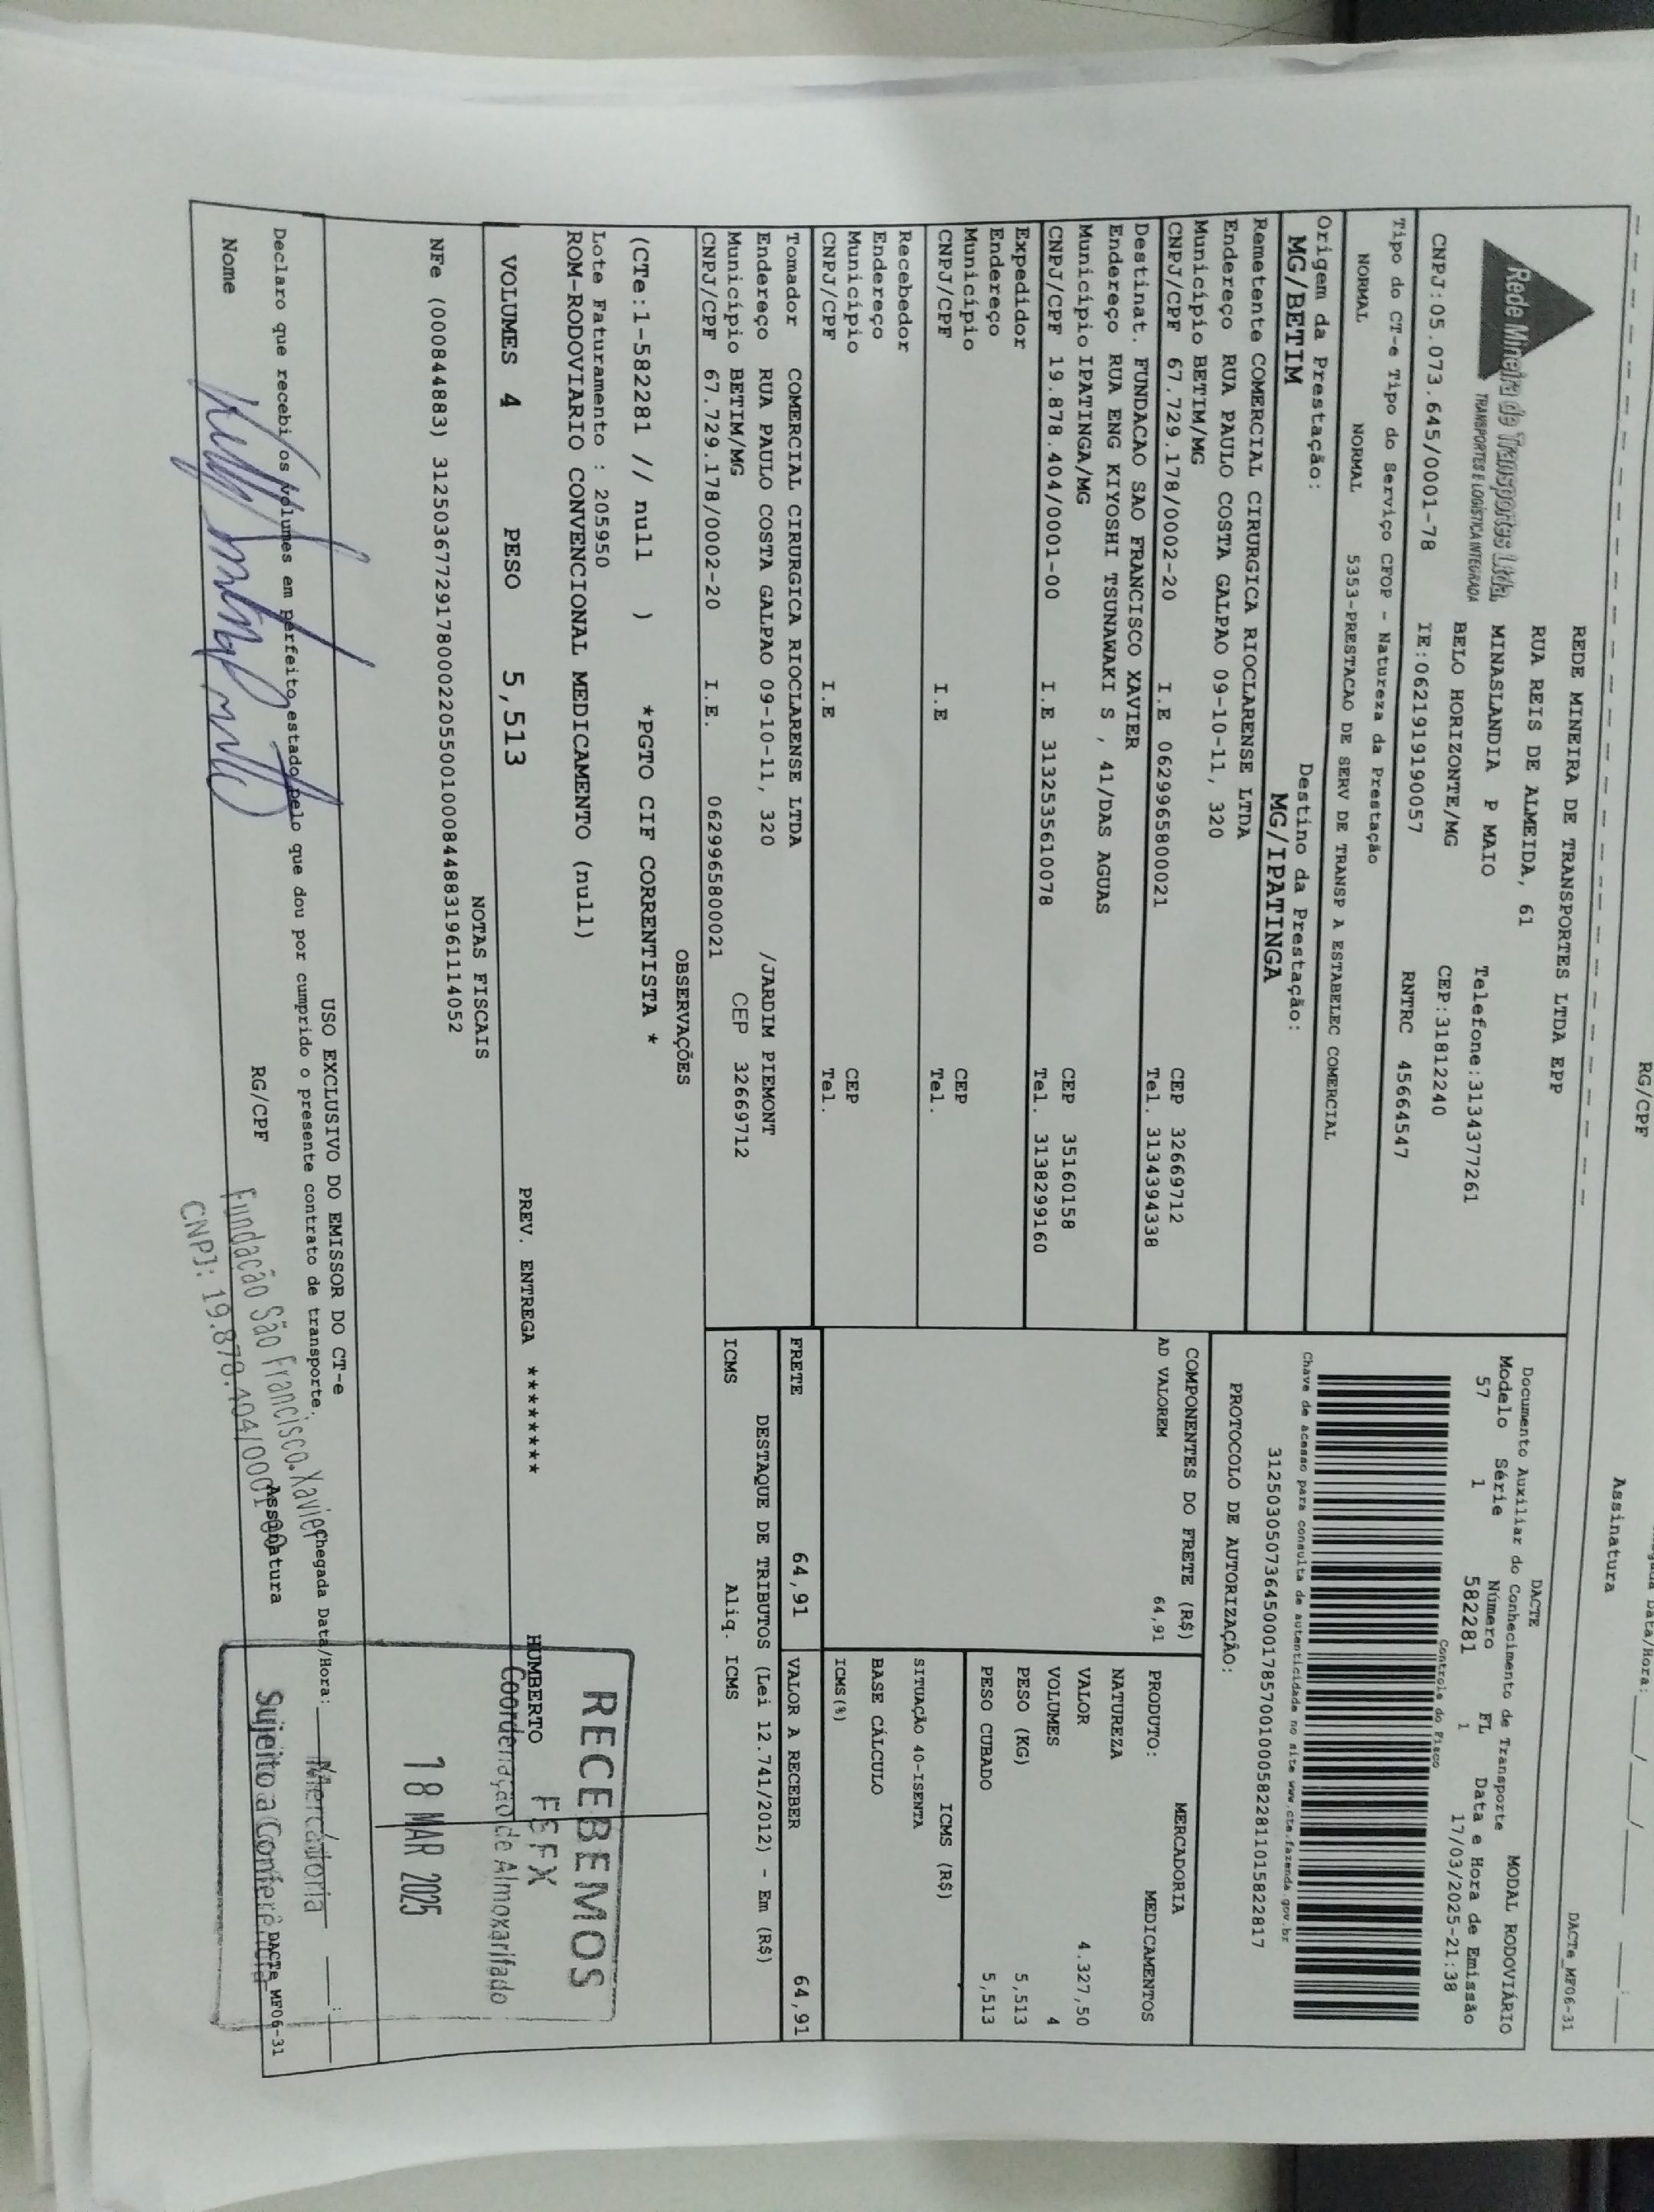 RG/CPF
Assinatura
Rede Mineira de Transportes Ltda.
TRANSPORTES E LOGÍSTICA INTEGRADA
REDE MINEIRA DE TRANSPORTES LTDA EPP
RUA REIS DE ALMEIDA, 61
MINASLANDIA P MAIO Telefone:3134377261
BELO HORIZONTE/MG CEP:31812240
CNPJ:05.073.645/0001-78 IE:0621919190057 RNTRC 45664547
DACTe_MF06-31
DACTE MODAL RODOVIÁRIO
Documento Auxiliar do Conhecimento de Transporte
Modelo Série Número FL Data e Hora de Emissão
57 1 582281 1 17/03/2025-21:38
Controle do Fisco
Chave de acesso para consulta de autenticidade no site www.cte.fazenda.gov.br
31250305073645000178570010005822811015822817
PROTOCOLO DE AUTORIZAÇÃO:
Tipo do CT-e Tipo do Serviço CFOP - Natureza da Prestação
NORMAL NORMAL 5353-PRESTACAO DE SERV DE TRANSP A ESTABELEC COMERCIAL
Origem da Prestação: Destino da Prestação:
MG/BETIM MG/IPATINGA
Remetente COMERCIAL CIRURGICA RIOCLARENSE LTDA
Endereço RUA PAULO COSTA GALPAO 09-10-11, 320
Município BETIM/MG CEP 32669712
CNPJ/CPF 67.729.178/0002-20 I.E 0629965800021 Tel. 3134394338
Destinat. FUNDACAO SAO FRANCISCO XAVIER
Endereço RUA ENG KIYOSHI TSUNAWAKI S , 41/DAS AGUAS
Município IPATINGA/MG CEP 35160158
CNPJ/CPF 19.878.404/0001-00 I.E 3132535610078 Tel. 3138299160
Expedidor
Endereço
Município CEP
CNPJ/CPF I.E Tel.
Recebedor
Endereço
Município CEP
CNPJ/CPF I.E Tel.
Tomador COMERCIAL CIRURGICA RIOCLARENSE LTDA
Endereço RUA PAULO COSTA GALPAO 09-10-11, 320 /JARDIM PIEMONT
Município BETIM/MG CEP 32669712
CNPJ/CPF 67.729.178/0002-20 I.E. 0629965800021
COMPONENTES DO FRETE (R$)
AD VALOREM 64,91
PRODUTO: MERCADORIA
NATUREZA MEDICAMENTOS
VALOR 4.327,50
VOLUMES 4
PESO (KG) 5,513
PESO CUBADO 5,513
ICMS (R$)
SITUAÇÃO 40-ISENTA
BASE CÁLCULO
ICMS(%)
FRETE 64,91 VALOR A RECEBER 64,91
DESTAQUE DE TRIBUTOS (Lei 12.741/2012) - Em (R$)
ICMS Aliq. ICMS
OBSERVAÇÕES
(CTe:1-582281 // null ) *PGTO CIF CORRENTISTA *
Lote Faturamento : 205950
ROM-RODOVIARIO CONVENCIONAL MEDICAMENTO (null)
VOLUMES 4 PESO 5,513 PREV. ENTREGA ******** HUMBERTO
NOTAS FISCAIS
NFe (000844883) 31250367729178000220550010008448831961114052
RECEBEMOS
FSFX
Coordenação de Almoxarifado
18 MAR 2025
Mercadoria
Sujeito a Conferência
USO EXCLUSIVO DO EMISSOR DO CT-e
Declaro que recebi os volumes em perfeito estado pelo que dou por cumprido o presente contrato de transporte.
Chegada Data/Hora:
Nome RG/CPF Assinatura
Fundação São Francisco Xavier
CNPJ: 19.878.404/0001-00
DACTe_MF06-31